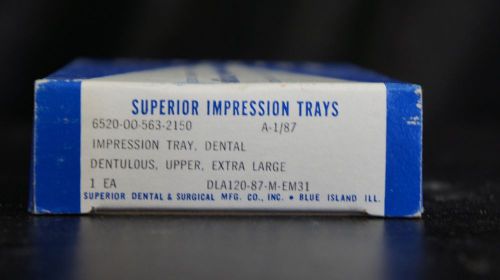 SUPERIOR IMPRESSION TRAYS
6520-00-563-2150 A-1/87
IMPRESSION TRAY, DENTAL
DENTULOUS, UPPER, EXTRA LARGE
1 EA DLA120-87-M-EM31
SUPERIOR DENTAL & SURGICAL MFG. CO., INC. • BLUE ISLAND ILL.